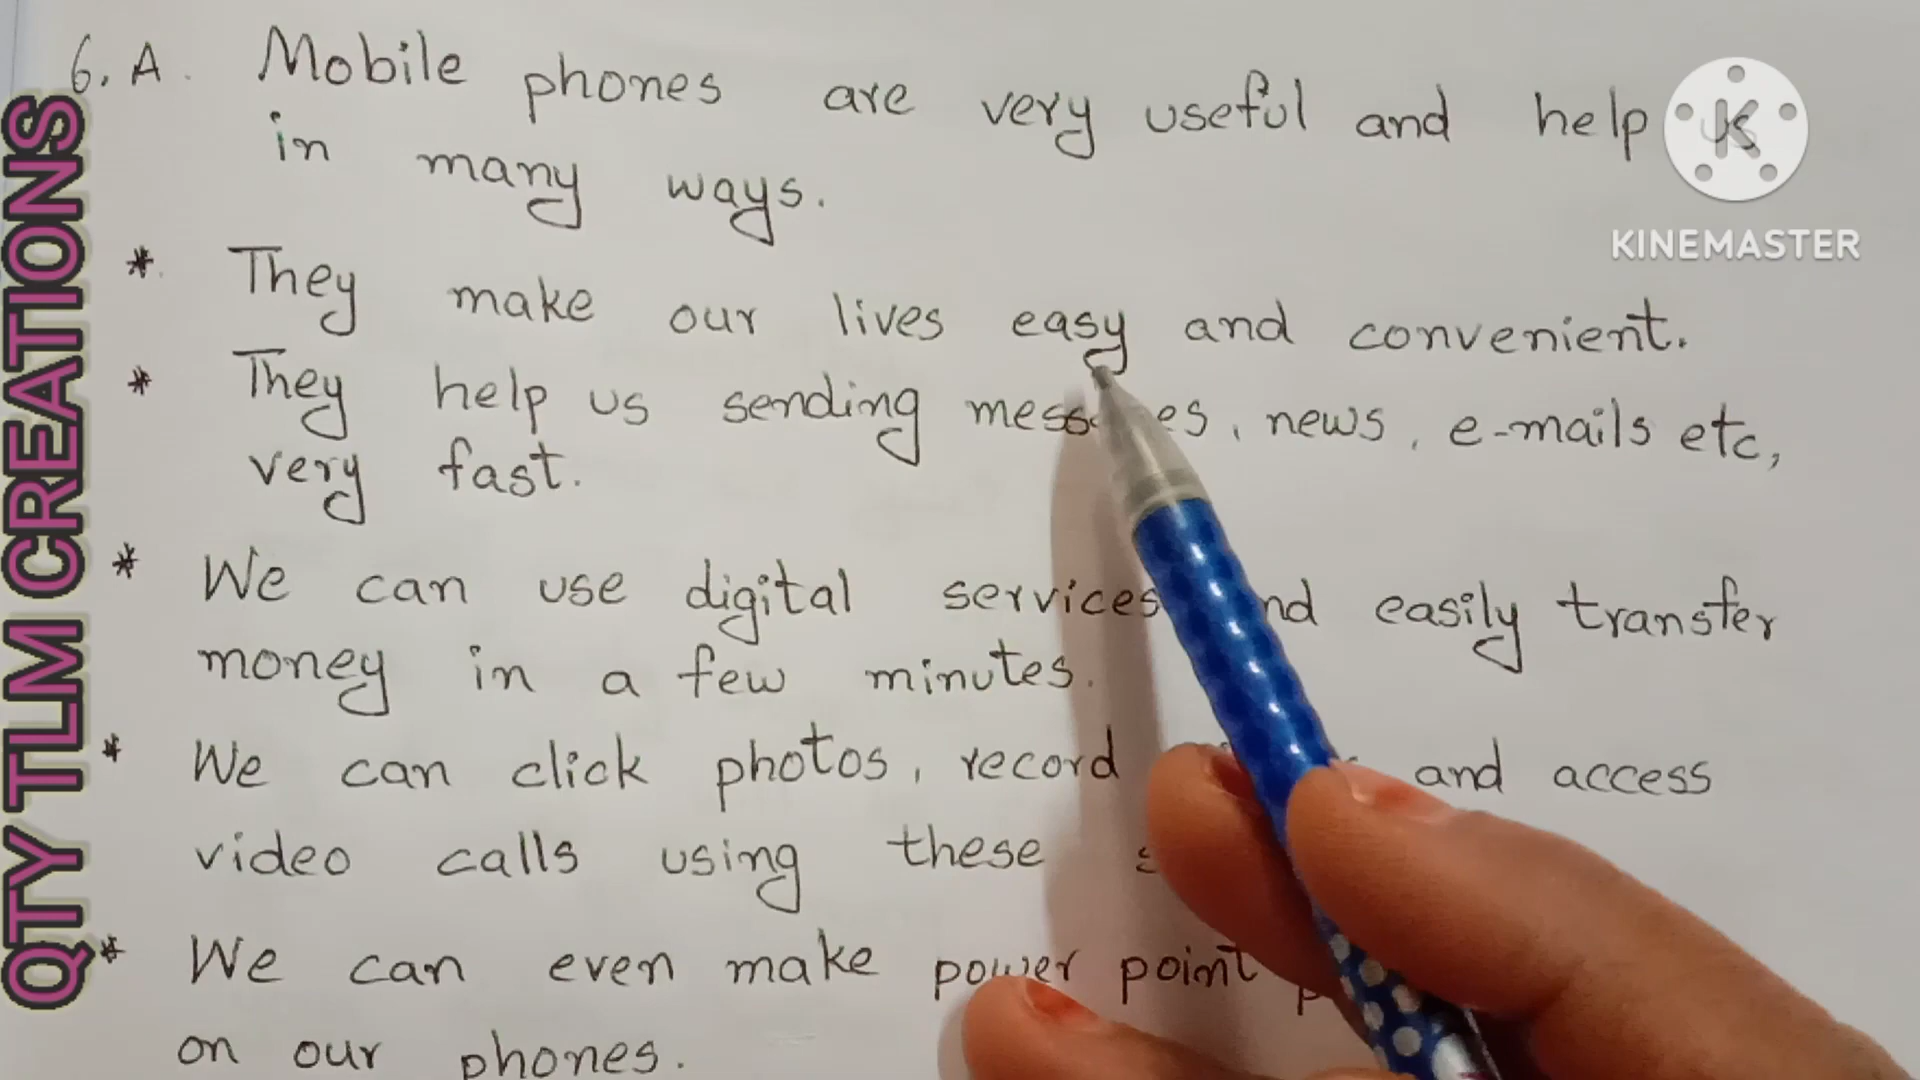 6. A. Mobile phones are very useful and help us
in many ways.
* They make our lives easy and convenient.
* They help us sending messages, news, e-mails etc,
very fast.
* We can use digital services and easily transfer
money in a few minutes.
* We can click photos, record and access
video calls using these
* We can even make power point
on our phones.
KINEMASTER
QTY TLM CREATIONS